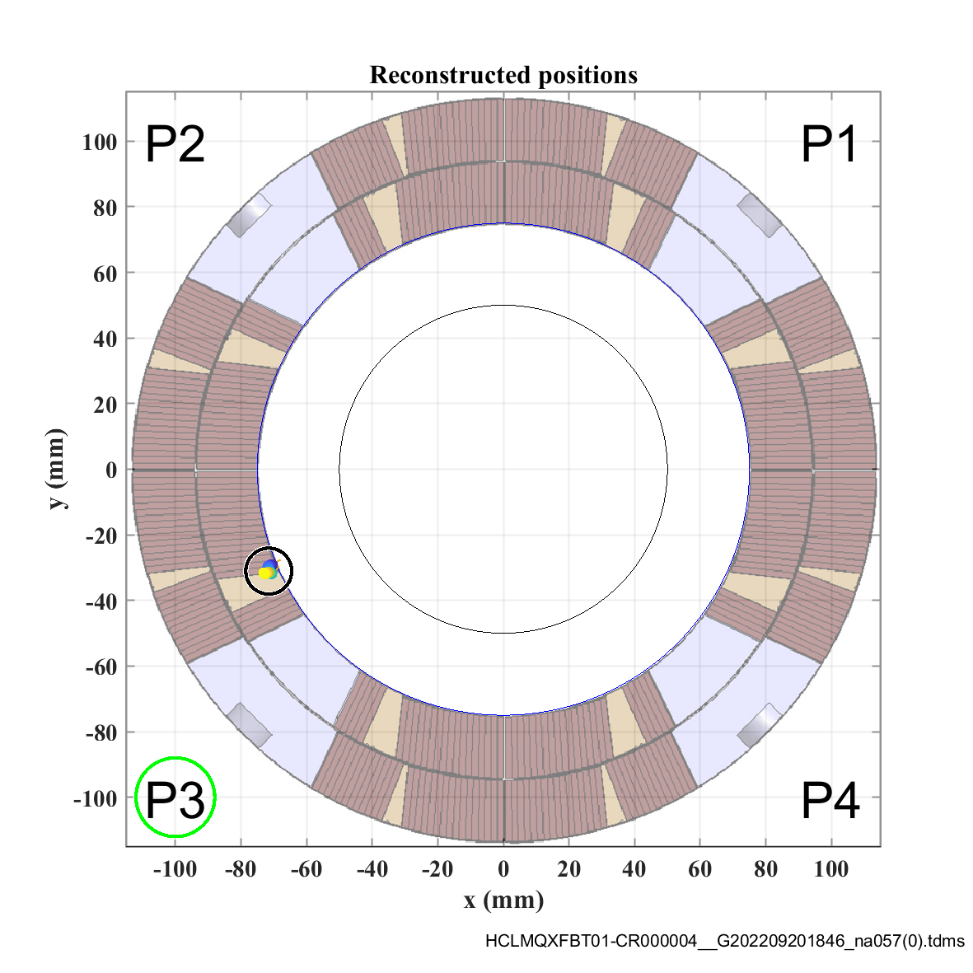 Reconstructed positions
P2
P1
100
80
60
40
20
0
-20
-40
-60
-80
-100
y (mm)
P3
P4
-100 -80 -60 -40 -20 0 20 40 60 80 100
x (mm)
HCLMQXFBT01-CR000004__G202209201846_na057(0).tdms